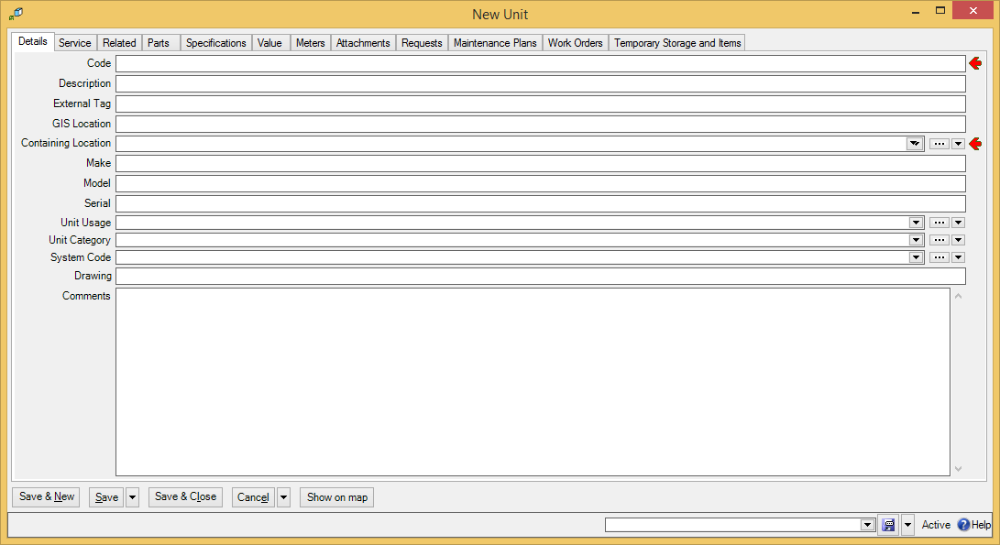 New Unit
Details Service Related Parts Specifications Value Meters Attachments Requests Maintenance Plans Work Orders Temporary Storage and Items
Code
Description
External Tag
GIS Location
Containing Location
Make
Model
Serial
Unit Usage
Unit Category
System Code
Drawing
Comments
Save & New Save Save & Close Cancel Show on map
Active Help